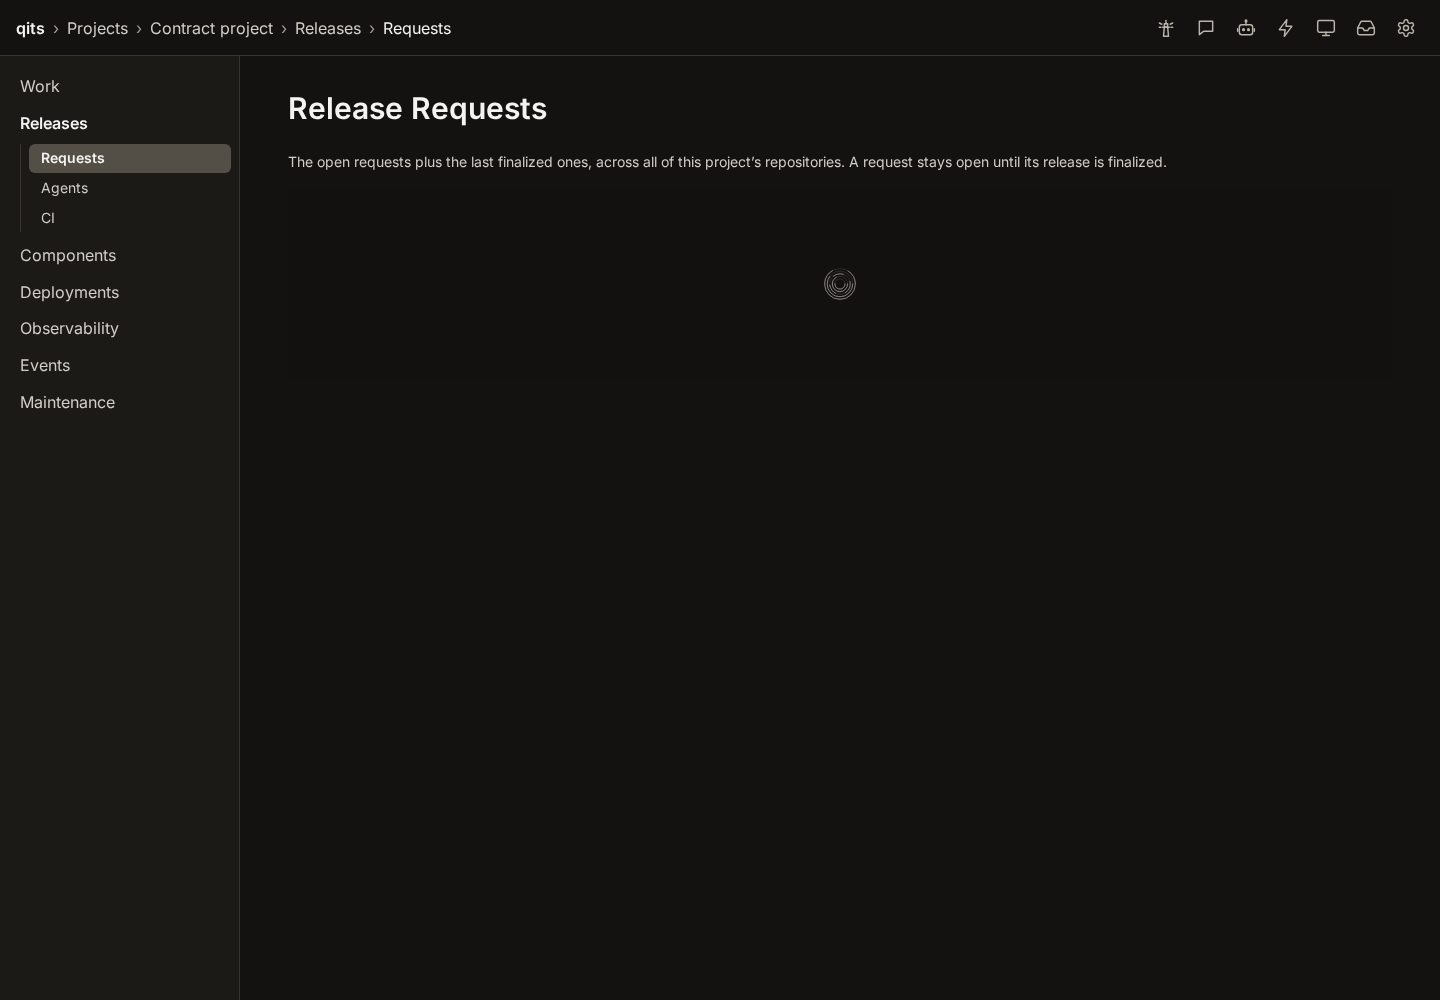 qits › Projects › Contract project › Releases › Requests
Work
Releases
Requests
Agents
CI
Components
Deployments
Observability
Events
Maintenance
Release Requests
The open requests plus the last finalized ones, across all of this project’s repositories. A request stays open until its release is finalized.